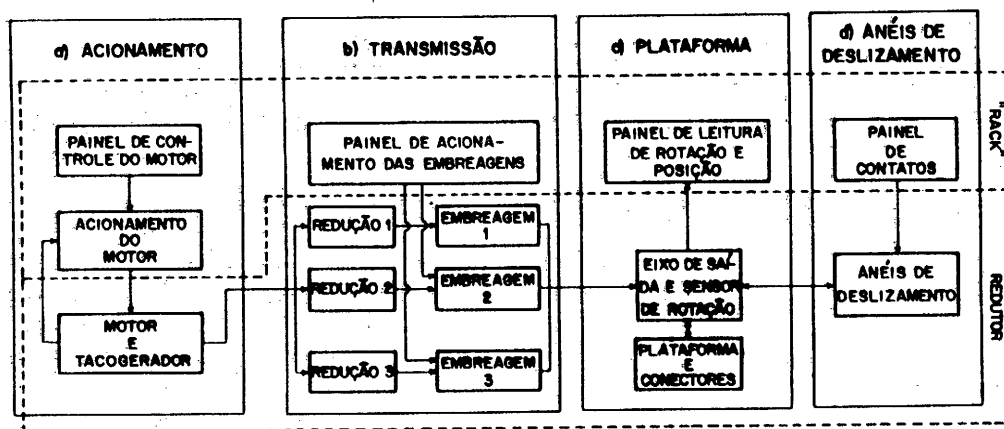 a) ACIONAMENTO
PAINEL DE CON-
TROLE DO MOTOR
ACIONAMENTO
DO
MOTOR
MOTOR
E
TACOGERADOR
b) TRANSMISSÃO
PAINEL DE ACIONA-
MENTO DAS EMBREAGENS
REDUÇÃO 1
EMBREAGEM
1
REDUÇÃO 2
EMBREAGEM
2
REDUÇÃO 3
EMBREAGEM
3
c) PLATAFORMA
PAINEL DE LEITURA
DE ROTAÇÃO E
POSIÇÃO
EIXO DE SAÍ-
DA E SENSOR
DE ROTAÇÃO
PLATAFORMA
E
CONECTORES
d) ANÉIS DE
DESLIZAMENTO
PAINEL
DE
CONTATOS
ANÉIS DE
DESLIZAMENTO
"RACK"
REDUTOR